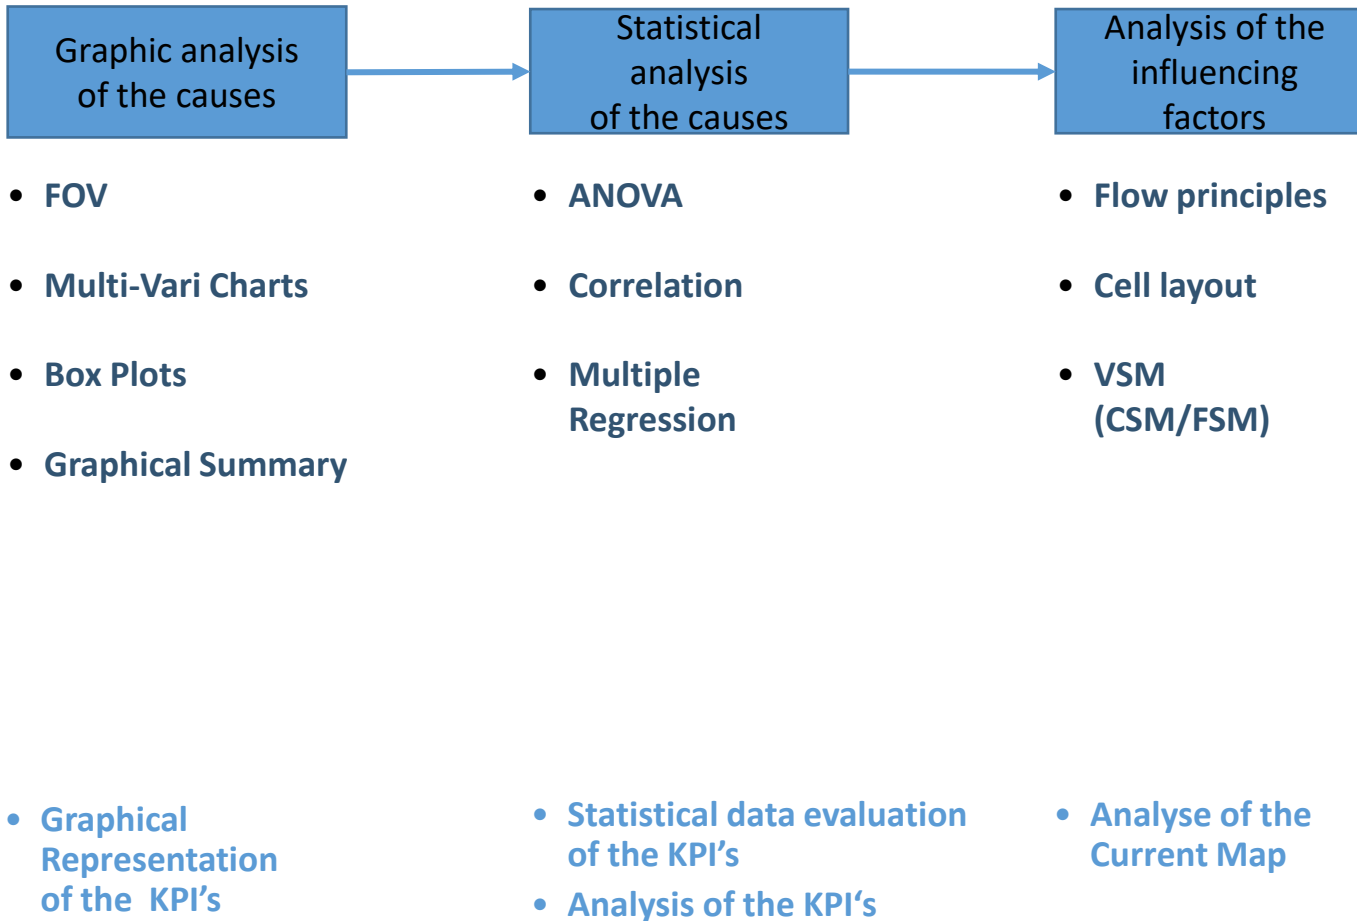 Graphic analysis
of the causes
Statistical
analysis
of the causes
Analysis of the
influencing
factors
• FOV
• Multi-Vari Charts
• Box Plots
• Graphical Summary
• ANOVA
• Correlation
• Multiple
Regression
• Flow principles
• Cell layout
• VSM
(CSM/FSM)
• Graphical
Representation
of the KPI’s
• Statistical data evaluation
of the KPI’s
• Analysis of the KPI‘s
• Analyse of the
Current Map